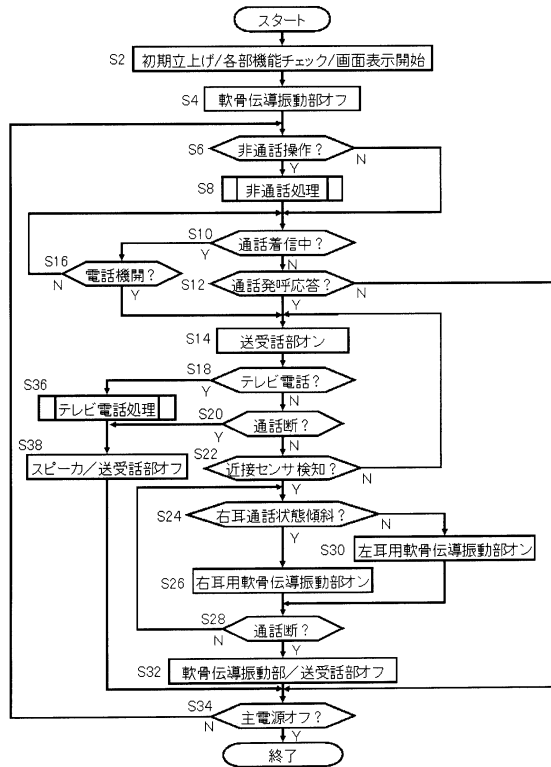 スタート
S2 初期立上げ/各部機能チェック/画面表示開始
S4 軟骨伝導振動部オフ
S6 非通話操作? N
Y
S8 非通話処理
S10 通話着信中?
Y N
S16 電話機開? S12 通話発呼応答? N
N Y Y
S14 送受話部オン
S18 テレビ電話?
Y N
S36 テレビ電話処理 S20 通話断?
Y N
S38 スピーカ/送受話部オフ S22 近接センサ検知? N
Y
S24 右耳通話状態傾斜? N
Y
S30 左耳用軟骨伝導振動部オン
S26 右耳用軟骨伝導振動部オン
S28 通話断?
N Y
S32 軟骨伝導振動部/送受話部オフ
S34 主電源オフ?
N Y
終了